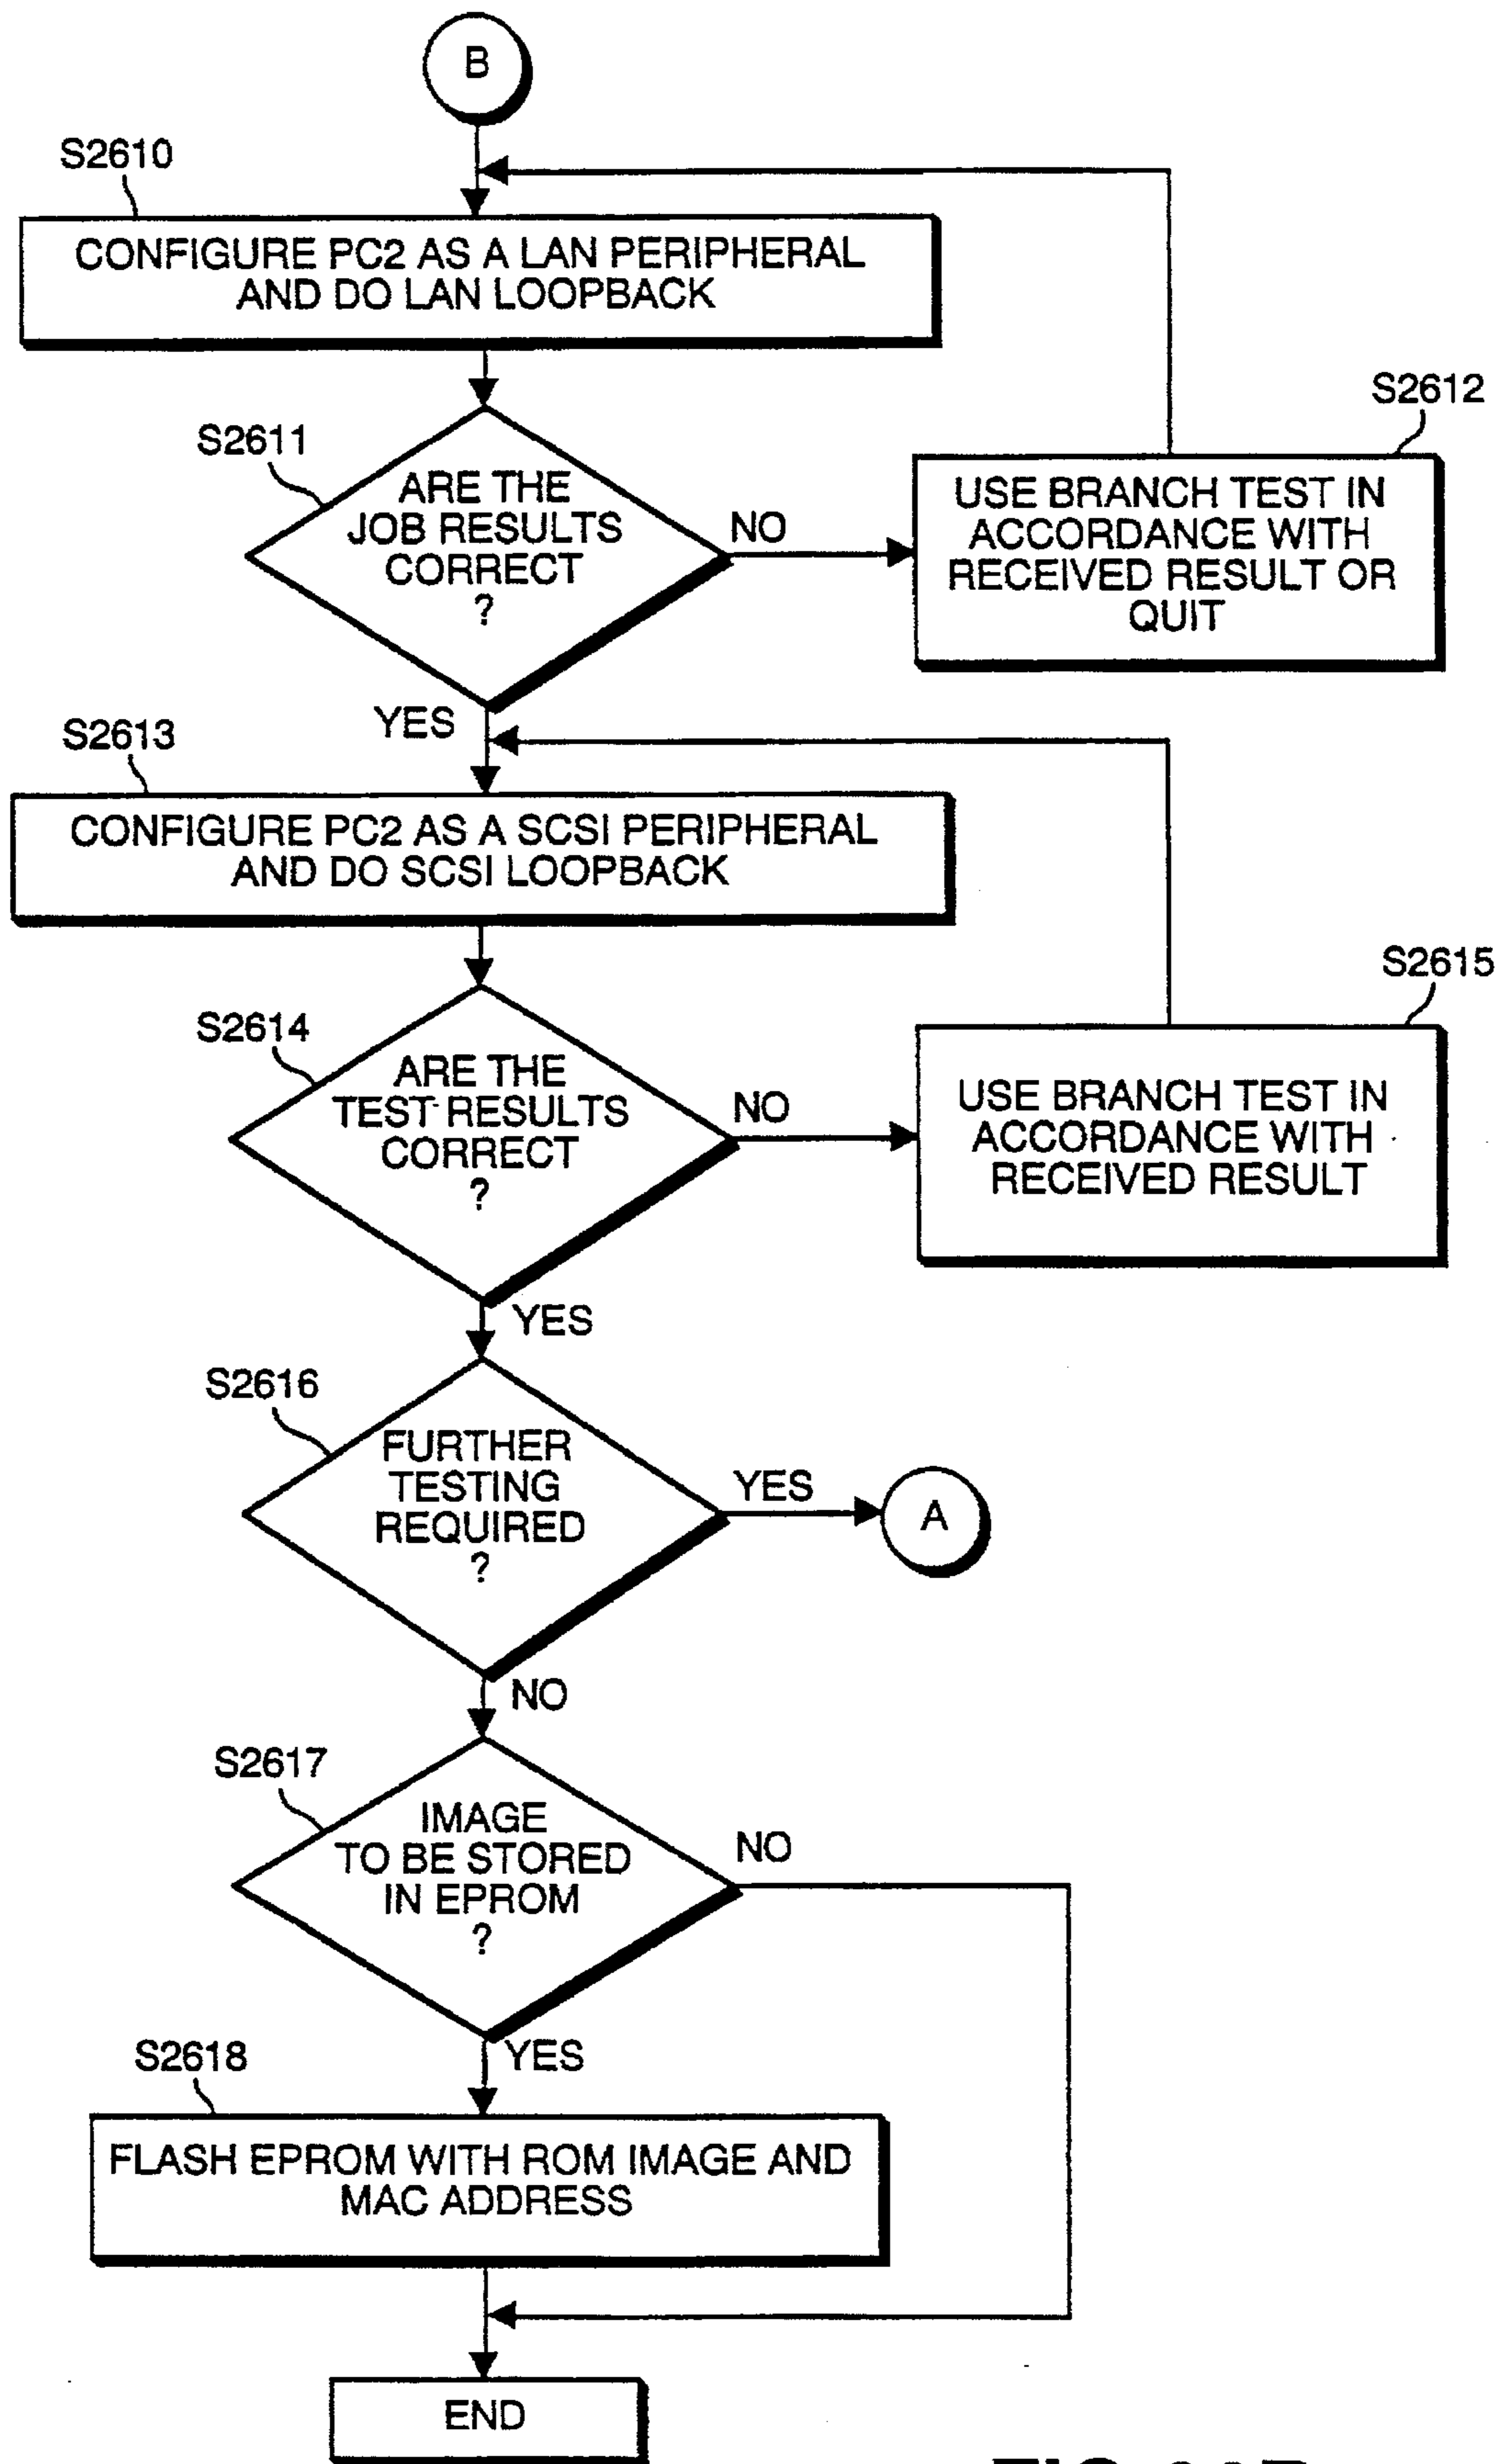 B
S2610
CONFIGURE PC2 AS A LAN PERIPHERAL
AND DO LAN LOOPBACK
S2611
ARE THE
JOB RESULTS
CORRECT
?
NO
S2612
USE BRANCH TEST IN
ACCORDANCE WITH
RECEIVED RESULT OR
QUIT
YES
S2613
CONFIGURE PC2 AS A SCSI PERIPHERAL
AND DO SCSI LOOPBACK
S2614
ARE THE
TEST RESULTS
CORRECT
?
NO
S2615
USE BRANCH TEST IN
ACCORDANCE WITH
RECEIVED RESULT
YES
S2616
FURTHER
TESTING
REQUIRED
?
YES
A
NO
S2617
IMAGE
TO BE STORED
IN EPROM
?
NO
YES
S2618
FLASH EPROM WITH ROM IMAGE AND
MAC ADDRESS
END